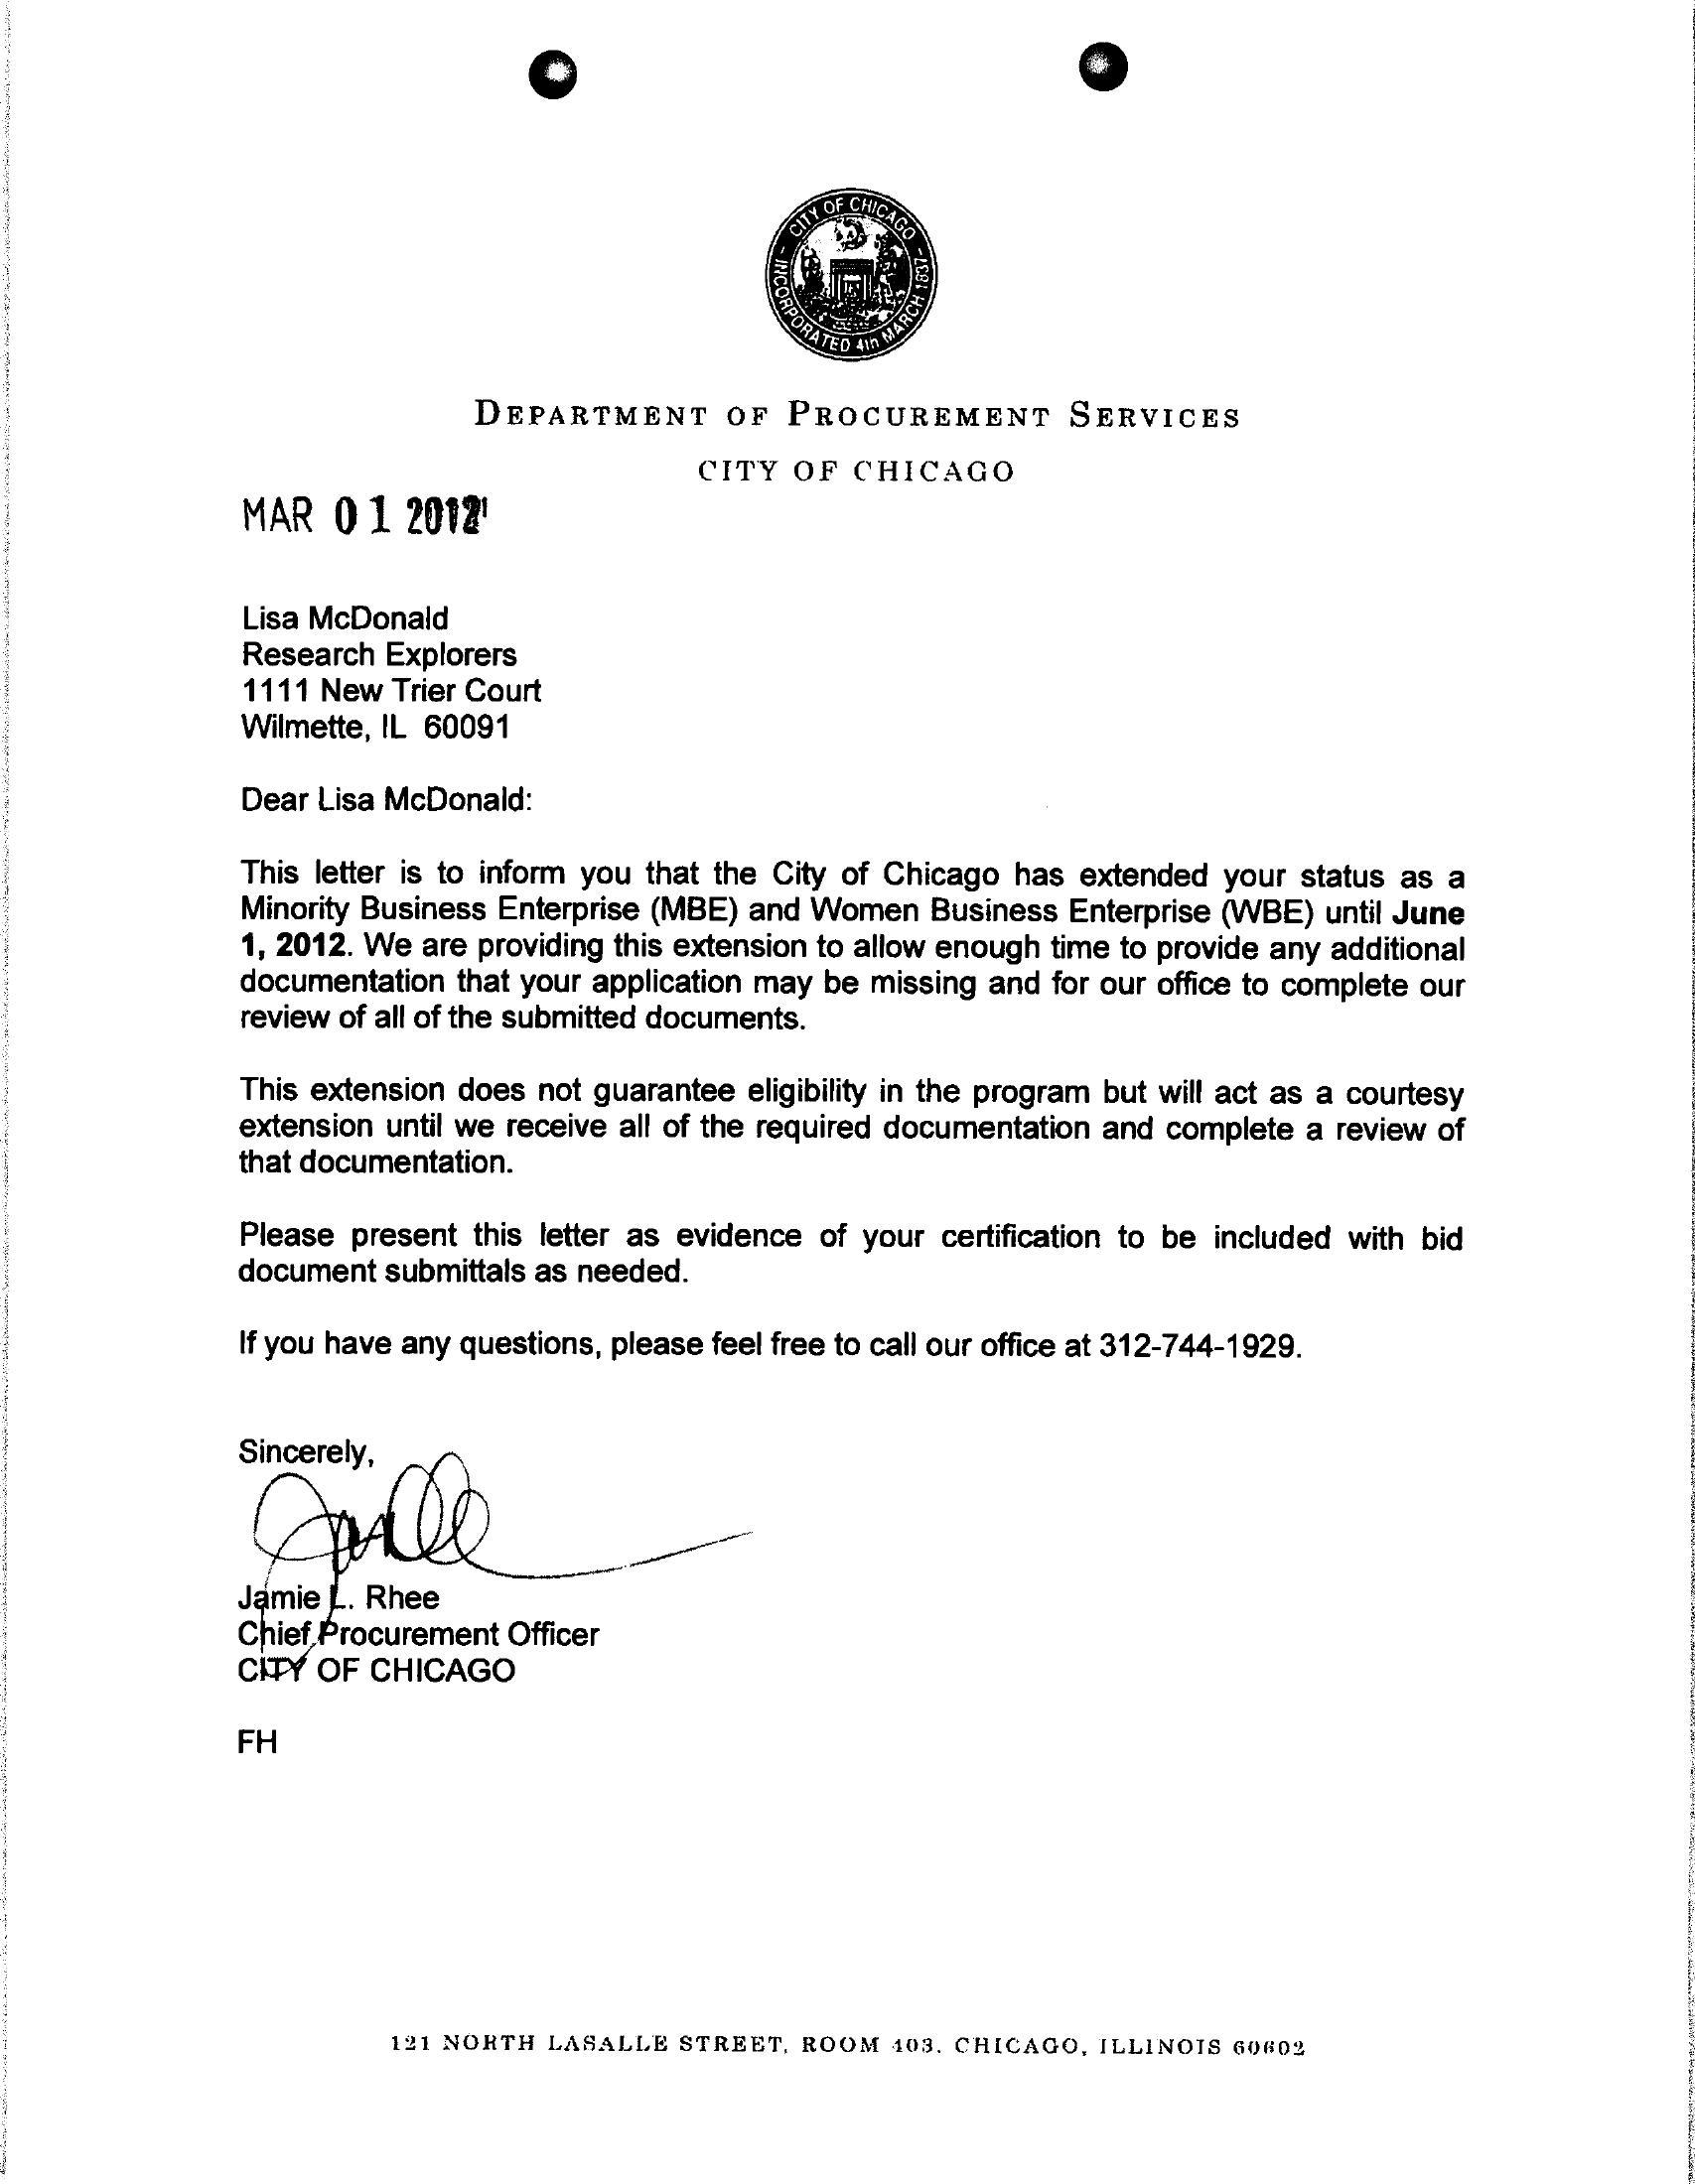 CITY OF CHICAGO
INCORPORATED 4th MARCH 1837
DEPARTMENT OF PROCUREMENT SERVICES
CITY OF CHICAGO
MAR 01 2012
Lisa McDonald
Research Explorers
1111 New Trier Court
Wilmette, IL 60091
Dear Lisa McDonald:
This letter is to inform you that the City of Chicago has extended your status as a
Minority Business Enterprise (MBE) and Women Business Enterprise (WBE) until June
1, 2012. We are providing this extension to allow enough time to provide any additional
documentation that your application may be missing and for our office to complete our
review of all of the submitted documents.
This extension does not guarantee eligibility in the program but will act as a courtesy
extension until we receive all of the required documentation and complete a review of
that documentation.
Please present this letter as evidence of your certification to be included with bid
document submittals as needed.
If you have any questions, please feel free to call our office at 312-744-1929.
Sincerely,
Jamie L. Rhee
Chief Procurement Officer
CITY OF CHICAGO
FH
121 NORTH LASALLE STREET, ROOM 403, CHICAGO, ILLINOIS 60602